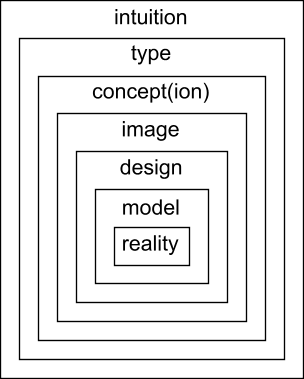 intuition
type
concept(ion)
image
design
model
reality